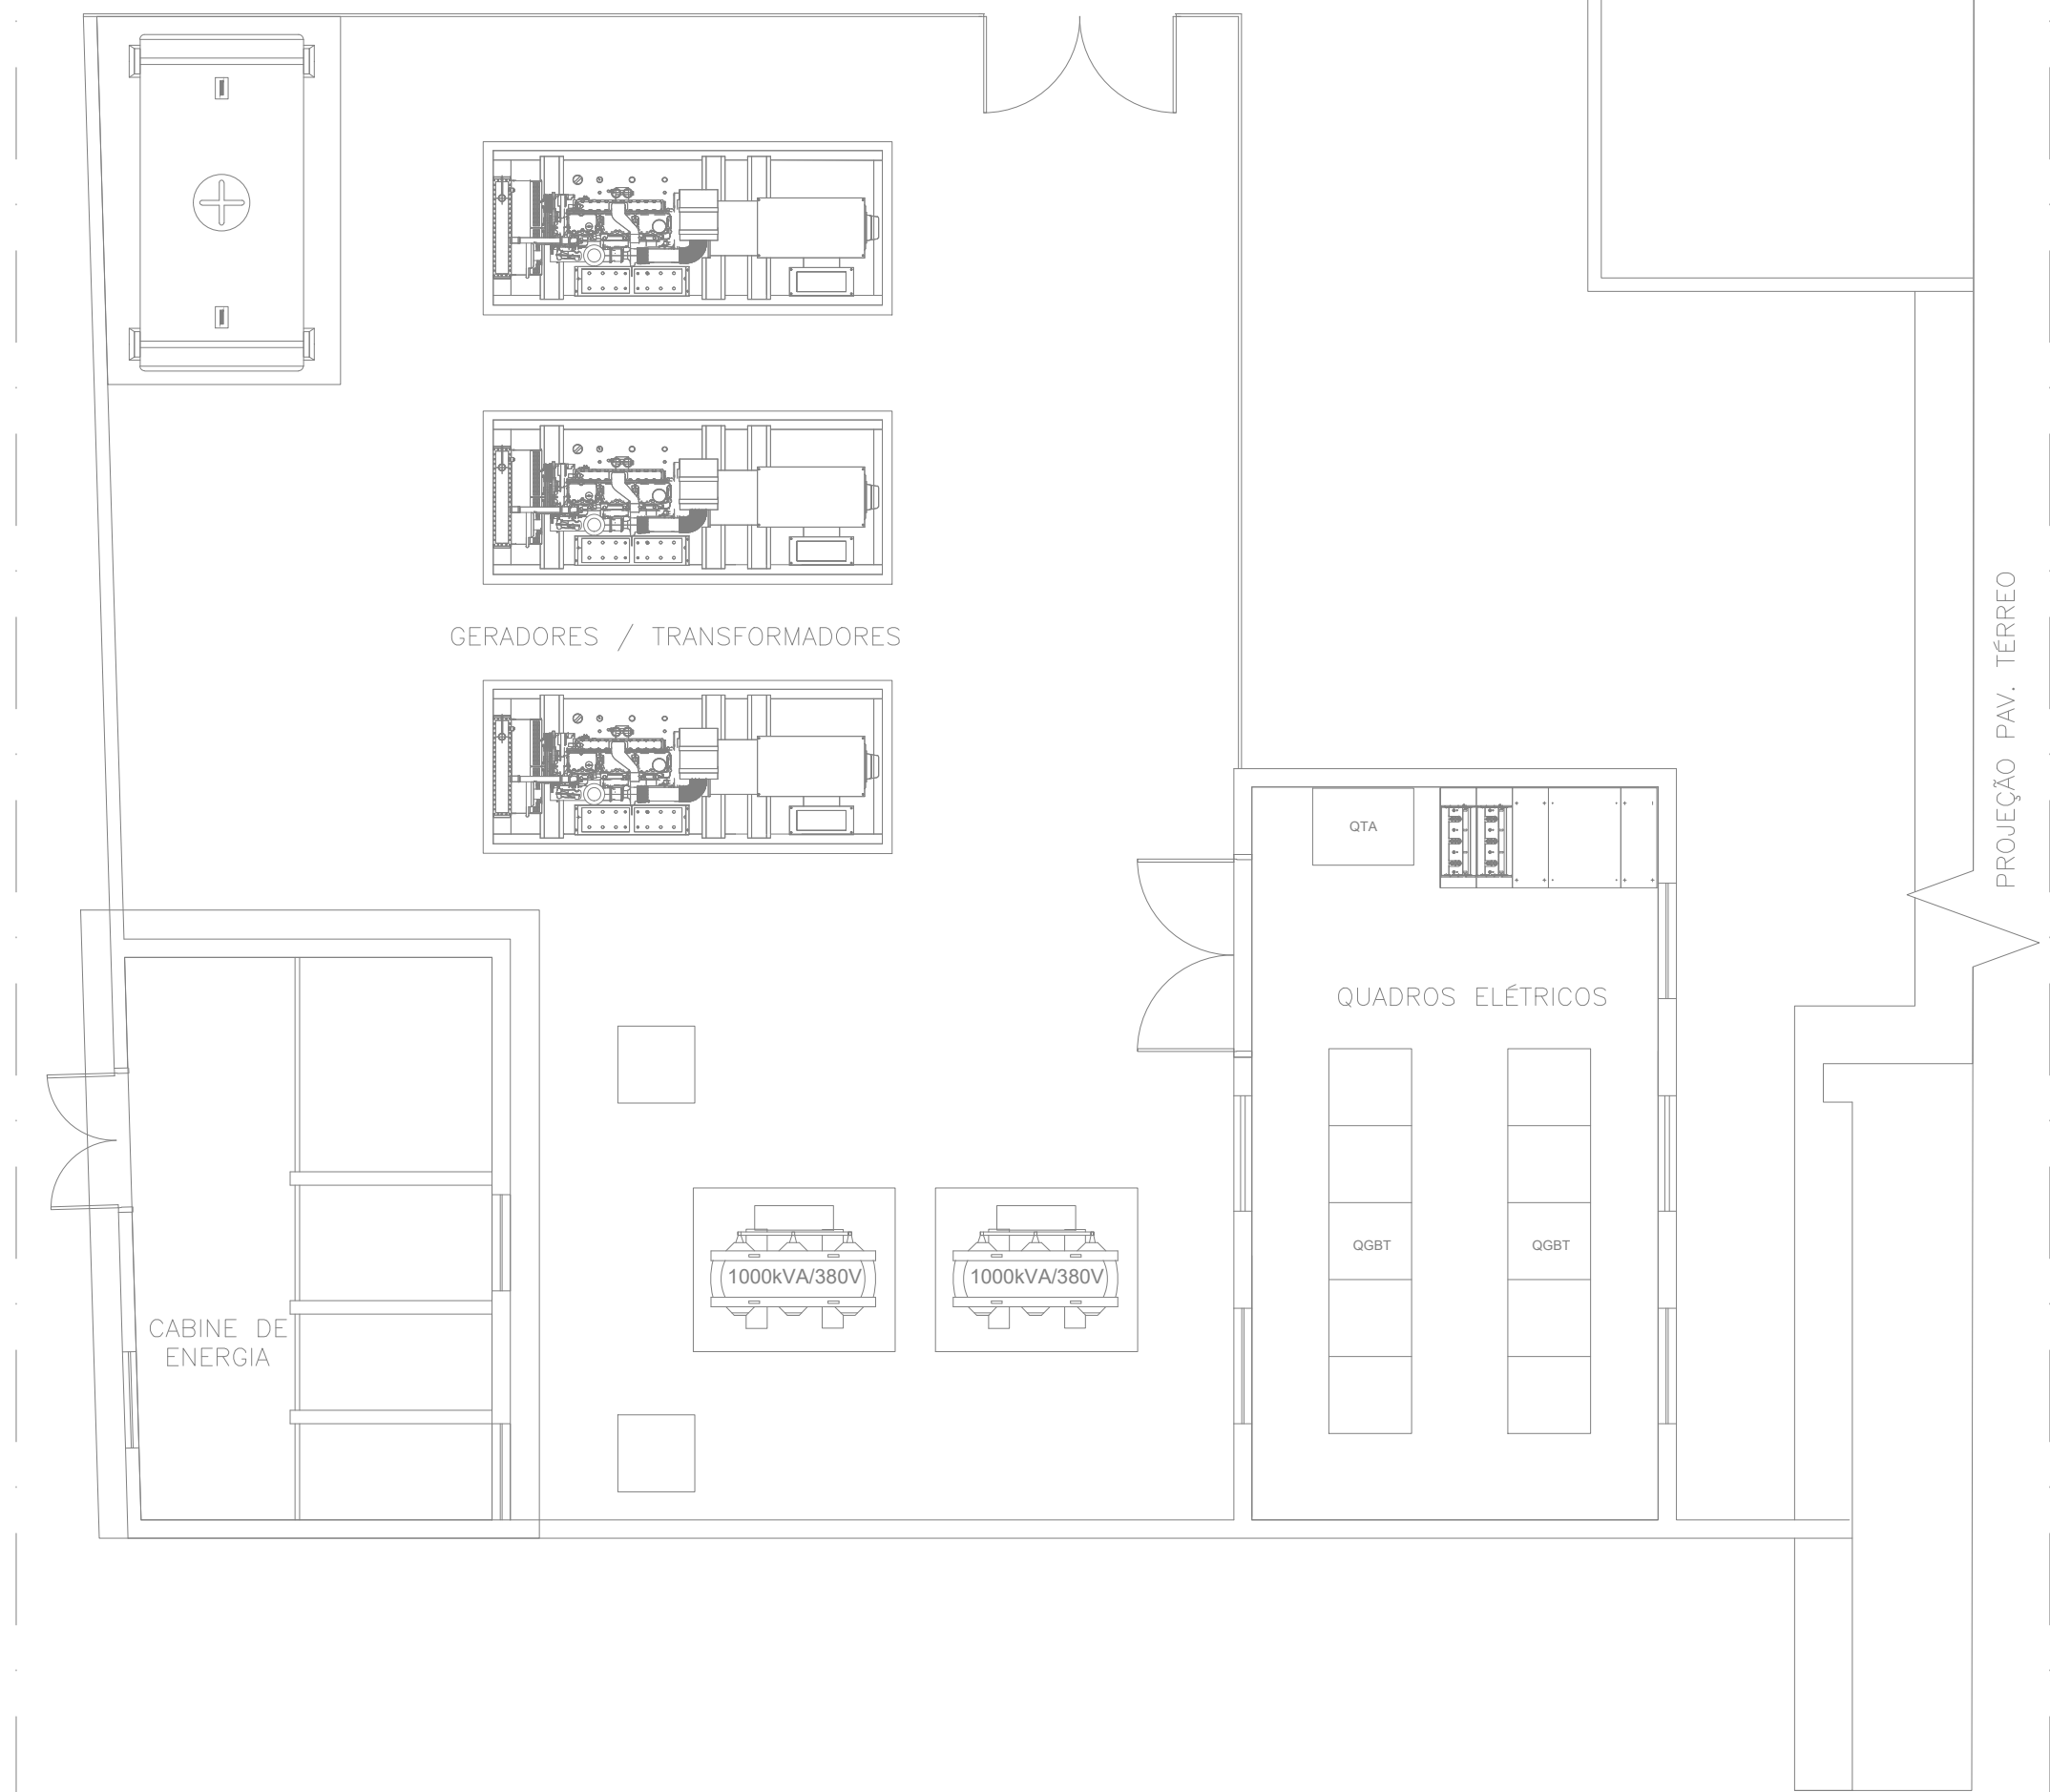 GERADORES / TRANSFORMADORES
PROJEÇÃO PAV. TÉRREO
QTA
QUADROS ELÉTRICOS
QGBT
QGBT
1000kVA/380V
1000kVA/380V
CABINE DE
ENERGIA